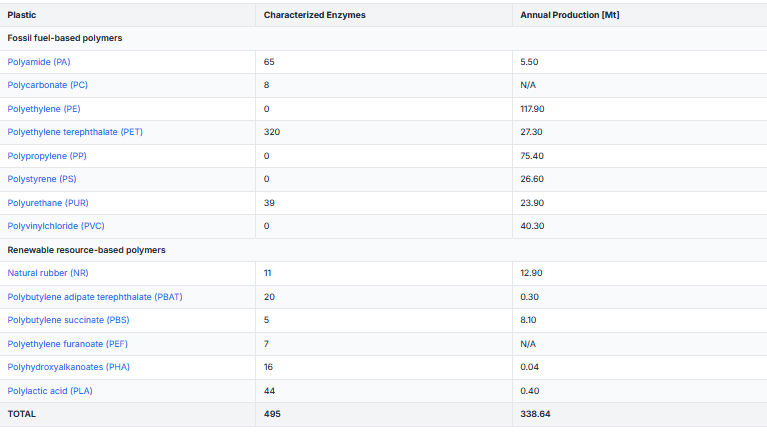 Plastic Characterized Enzymes Annual Production [Mt]
Fossil fuel-based polymers
Polyamide (PA) 65 5.50
Polycarbonate (PC) 8 N/A
Polyethylene (PE) 0 117.90
Polyethylene terephthalate (PET) 320 27.30
Polypropylene (PP) 0 75.40
Polystyrene (PS) 0 26.60
Polyurethane (PUR) 39 23.90
Polyvinylchloride (PVC) 0 40.30
Renewable resource-based polymers
Natural rubber (NR) 11 12.90
Polybutylene adipate terephthalate (PBAT) 20 0.30
Polybutylene succinate (PBS) 5 8.10
Polyethylene furanoate (PEF) 7 N/A
Polyhydroxyalkanoates (PHA) 16 0.04
Polylactic acid (PLA) 44 0.40
TOTAL 495 338.64